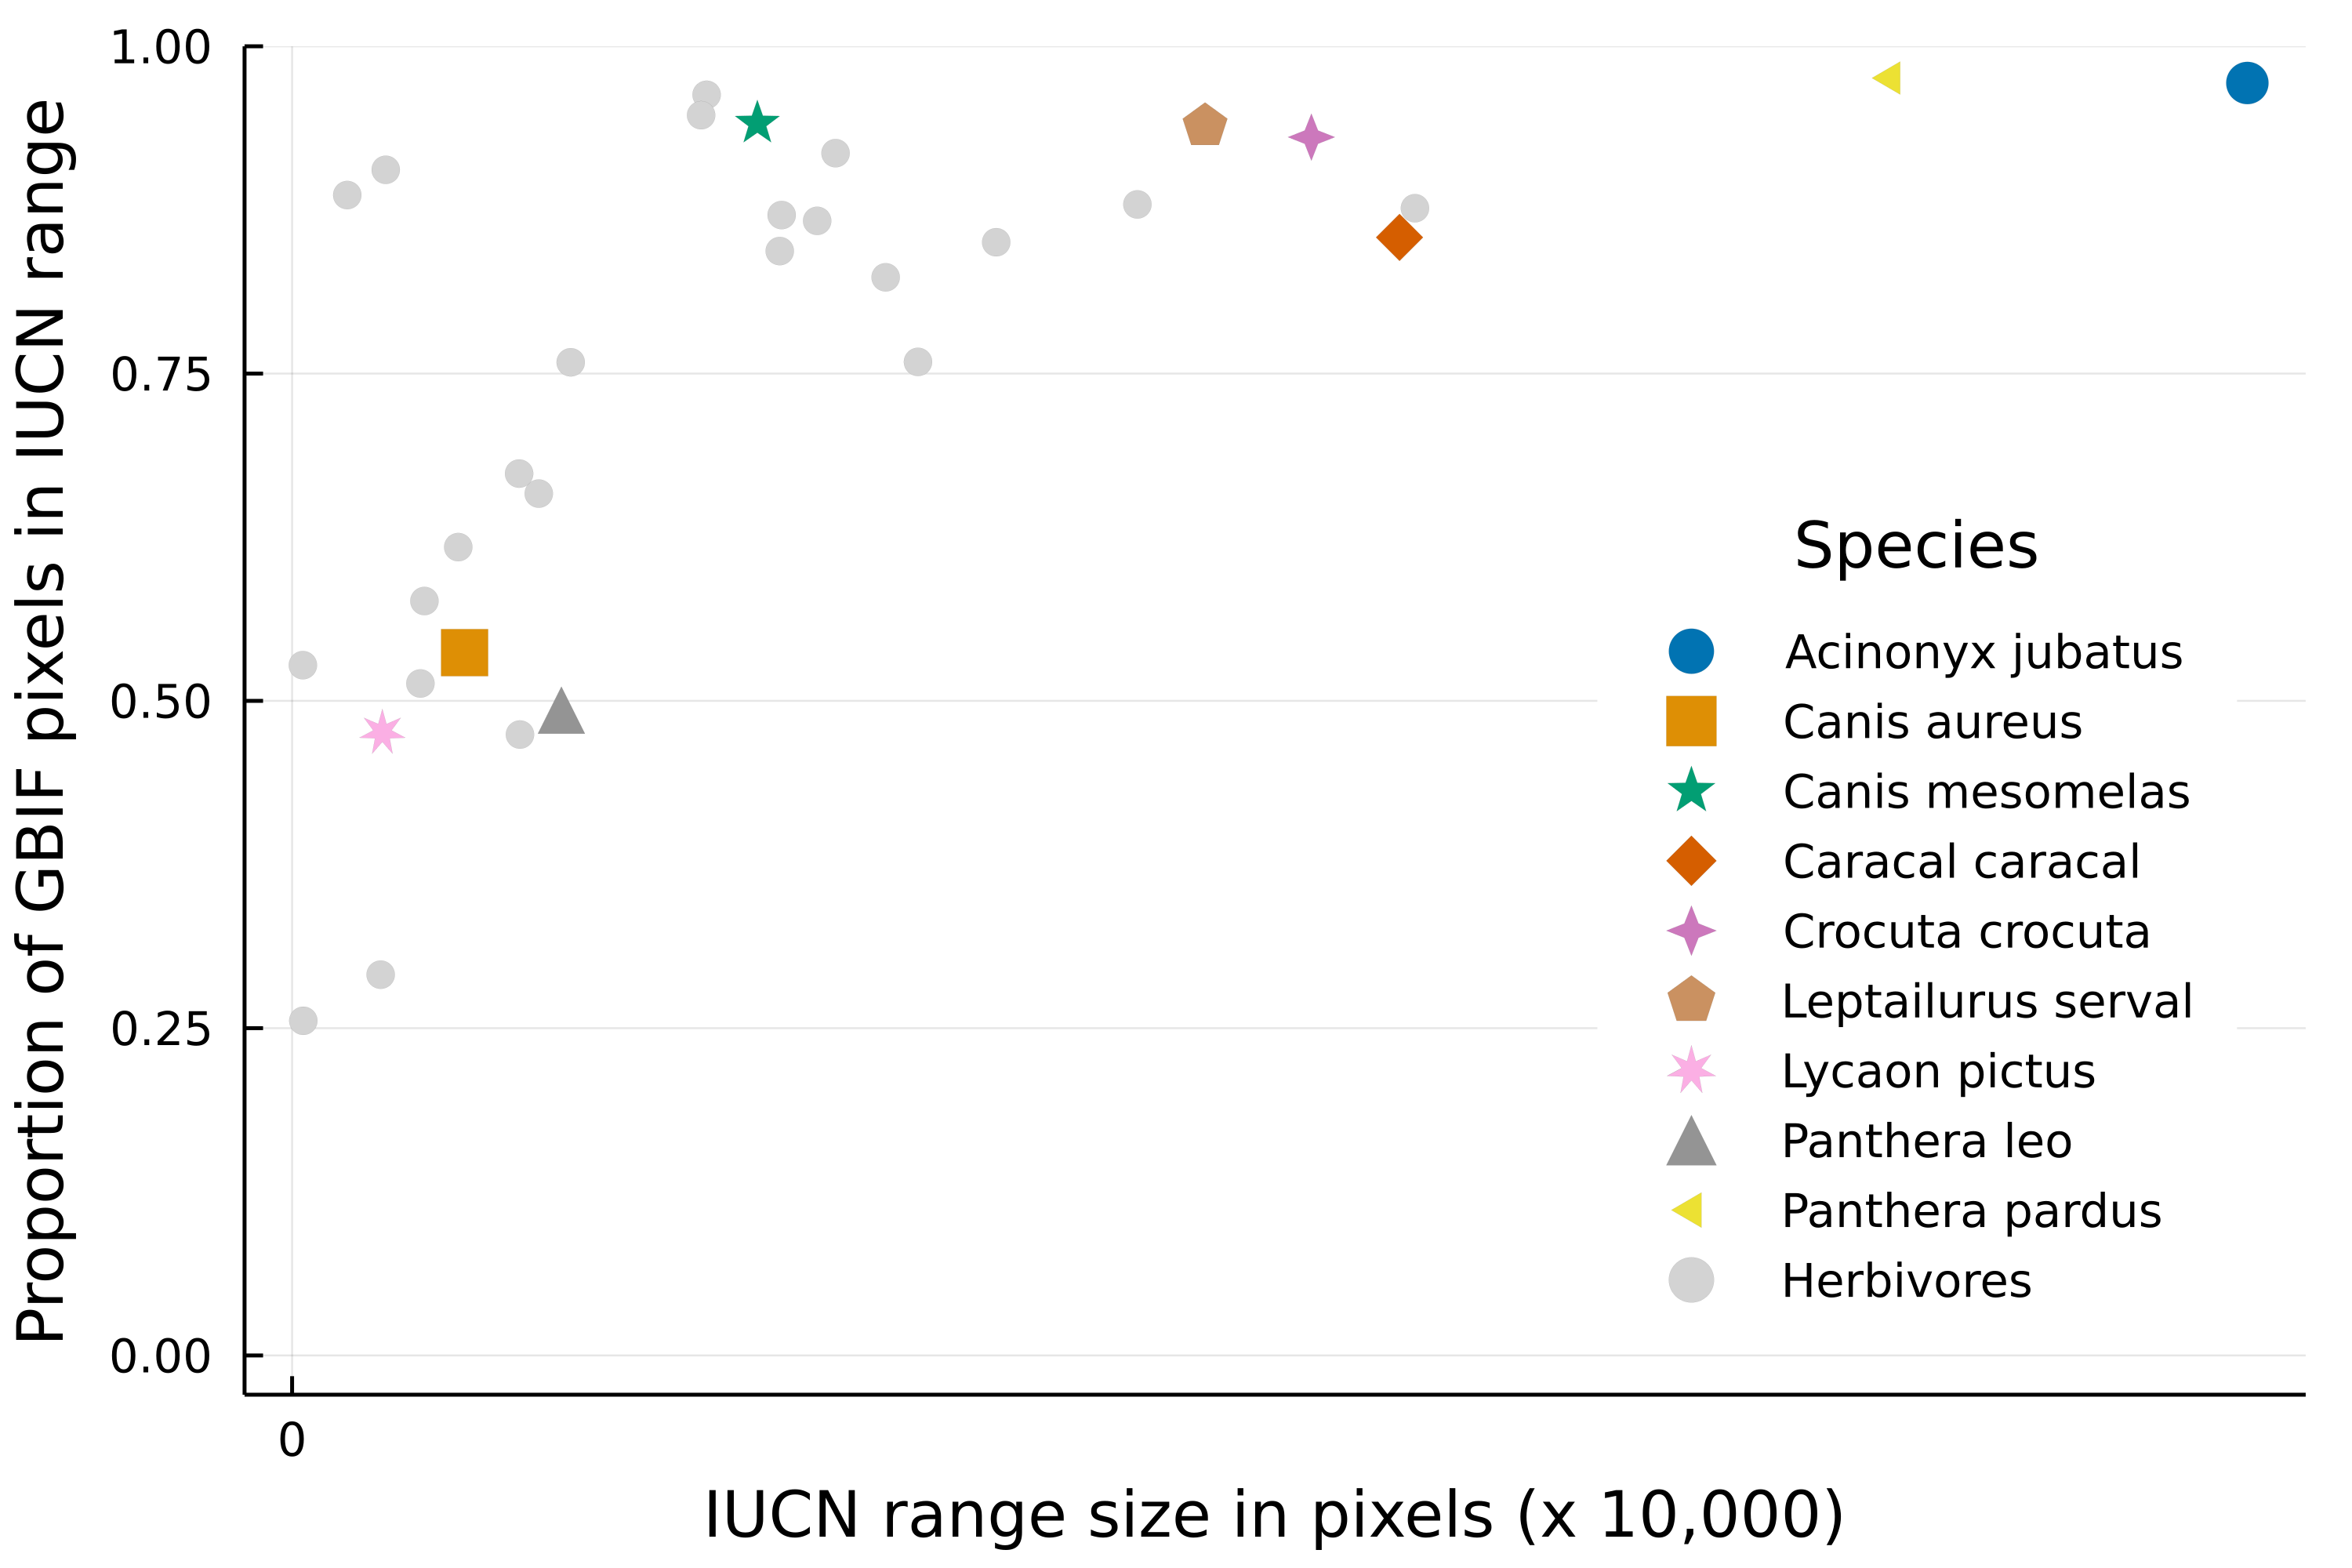 Proportion of GBIF pixels in IUCN range
1.00
0.75
0.50
0.25
0.00
0
IUCN range size in pixels (x 10,000)
Species
Acinonyx jubatus
Canis aureus
Canis mesomelas
Caracal caracal
Crocuta crocuta
Leptailurus serval
Lycaon pictus
Panthera leo
Panthera pardus
Herbivores